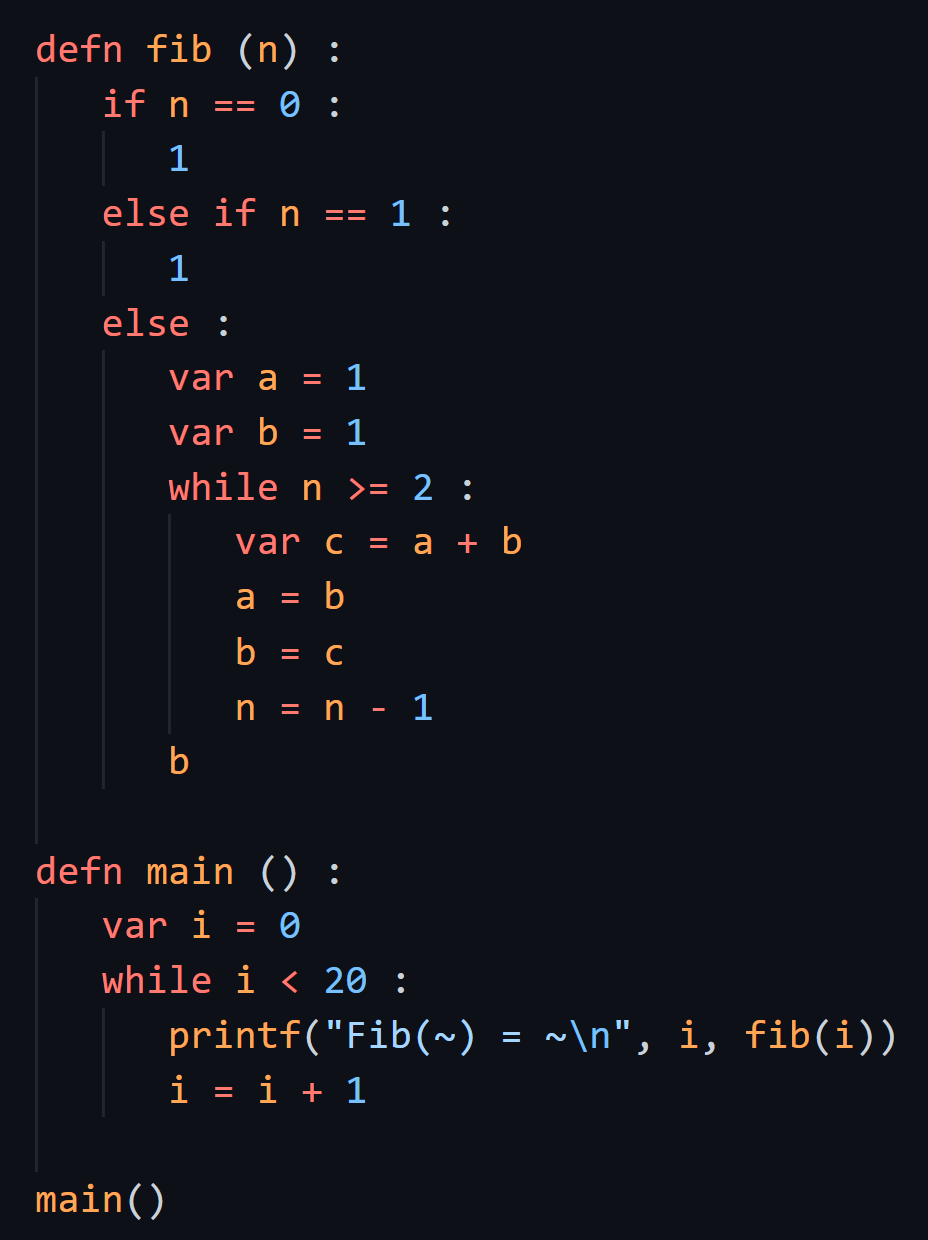 defn fib (n) :
   if n == 0 :
      1
   else if n == 1 :
      1
   else :
      var a = 1
      var b = 1
      while n >= 2 :
         var c = a + b
         a = b
         b = c
         n = n - 1
      b

defn main () :
   var i = 0
   while i < 20 :
      printf("Fib(~) = ~\n", i, fib(i))
      i = i + 1

main()